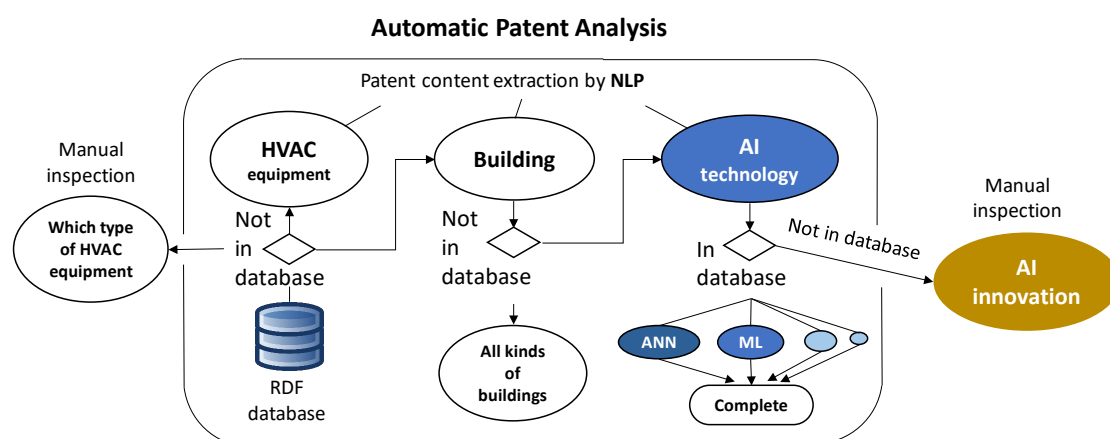 Automatic Patent Analysis
Patent content extraction by NLP
Manual
inspection
Which type
of HVAC
equipment
HVAC
equipment
Not
in
database
RDF
database
Building
Not
in
database
All kinds
of
buildings
AI
technology
In
database
ANN
ML
Complete
Not in database
Manual
inspection
AI
innovation